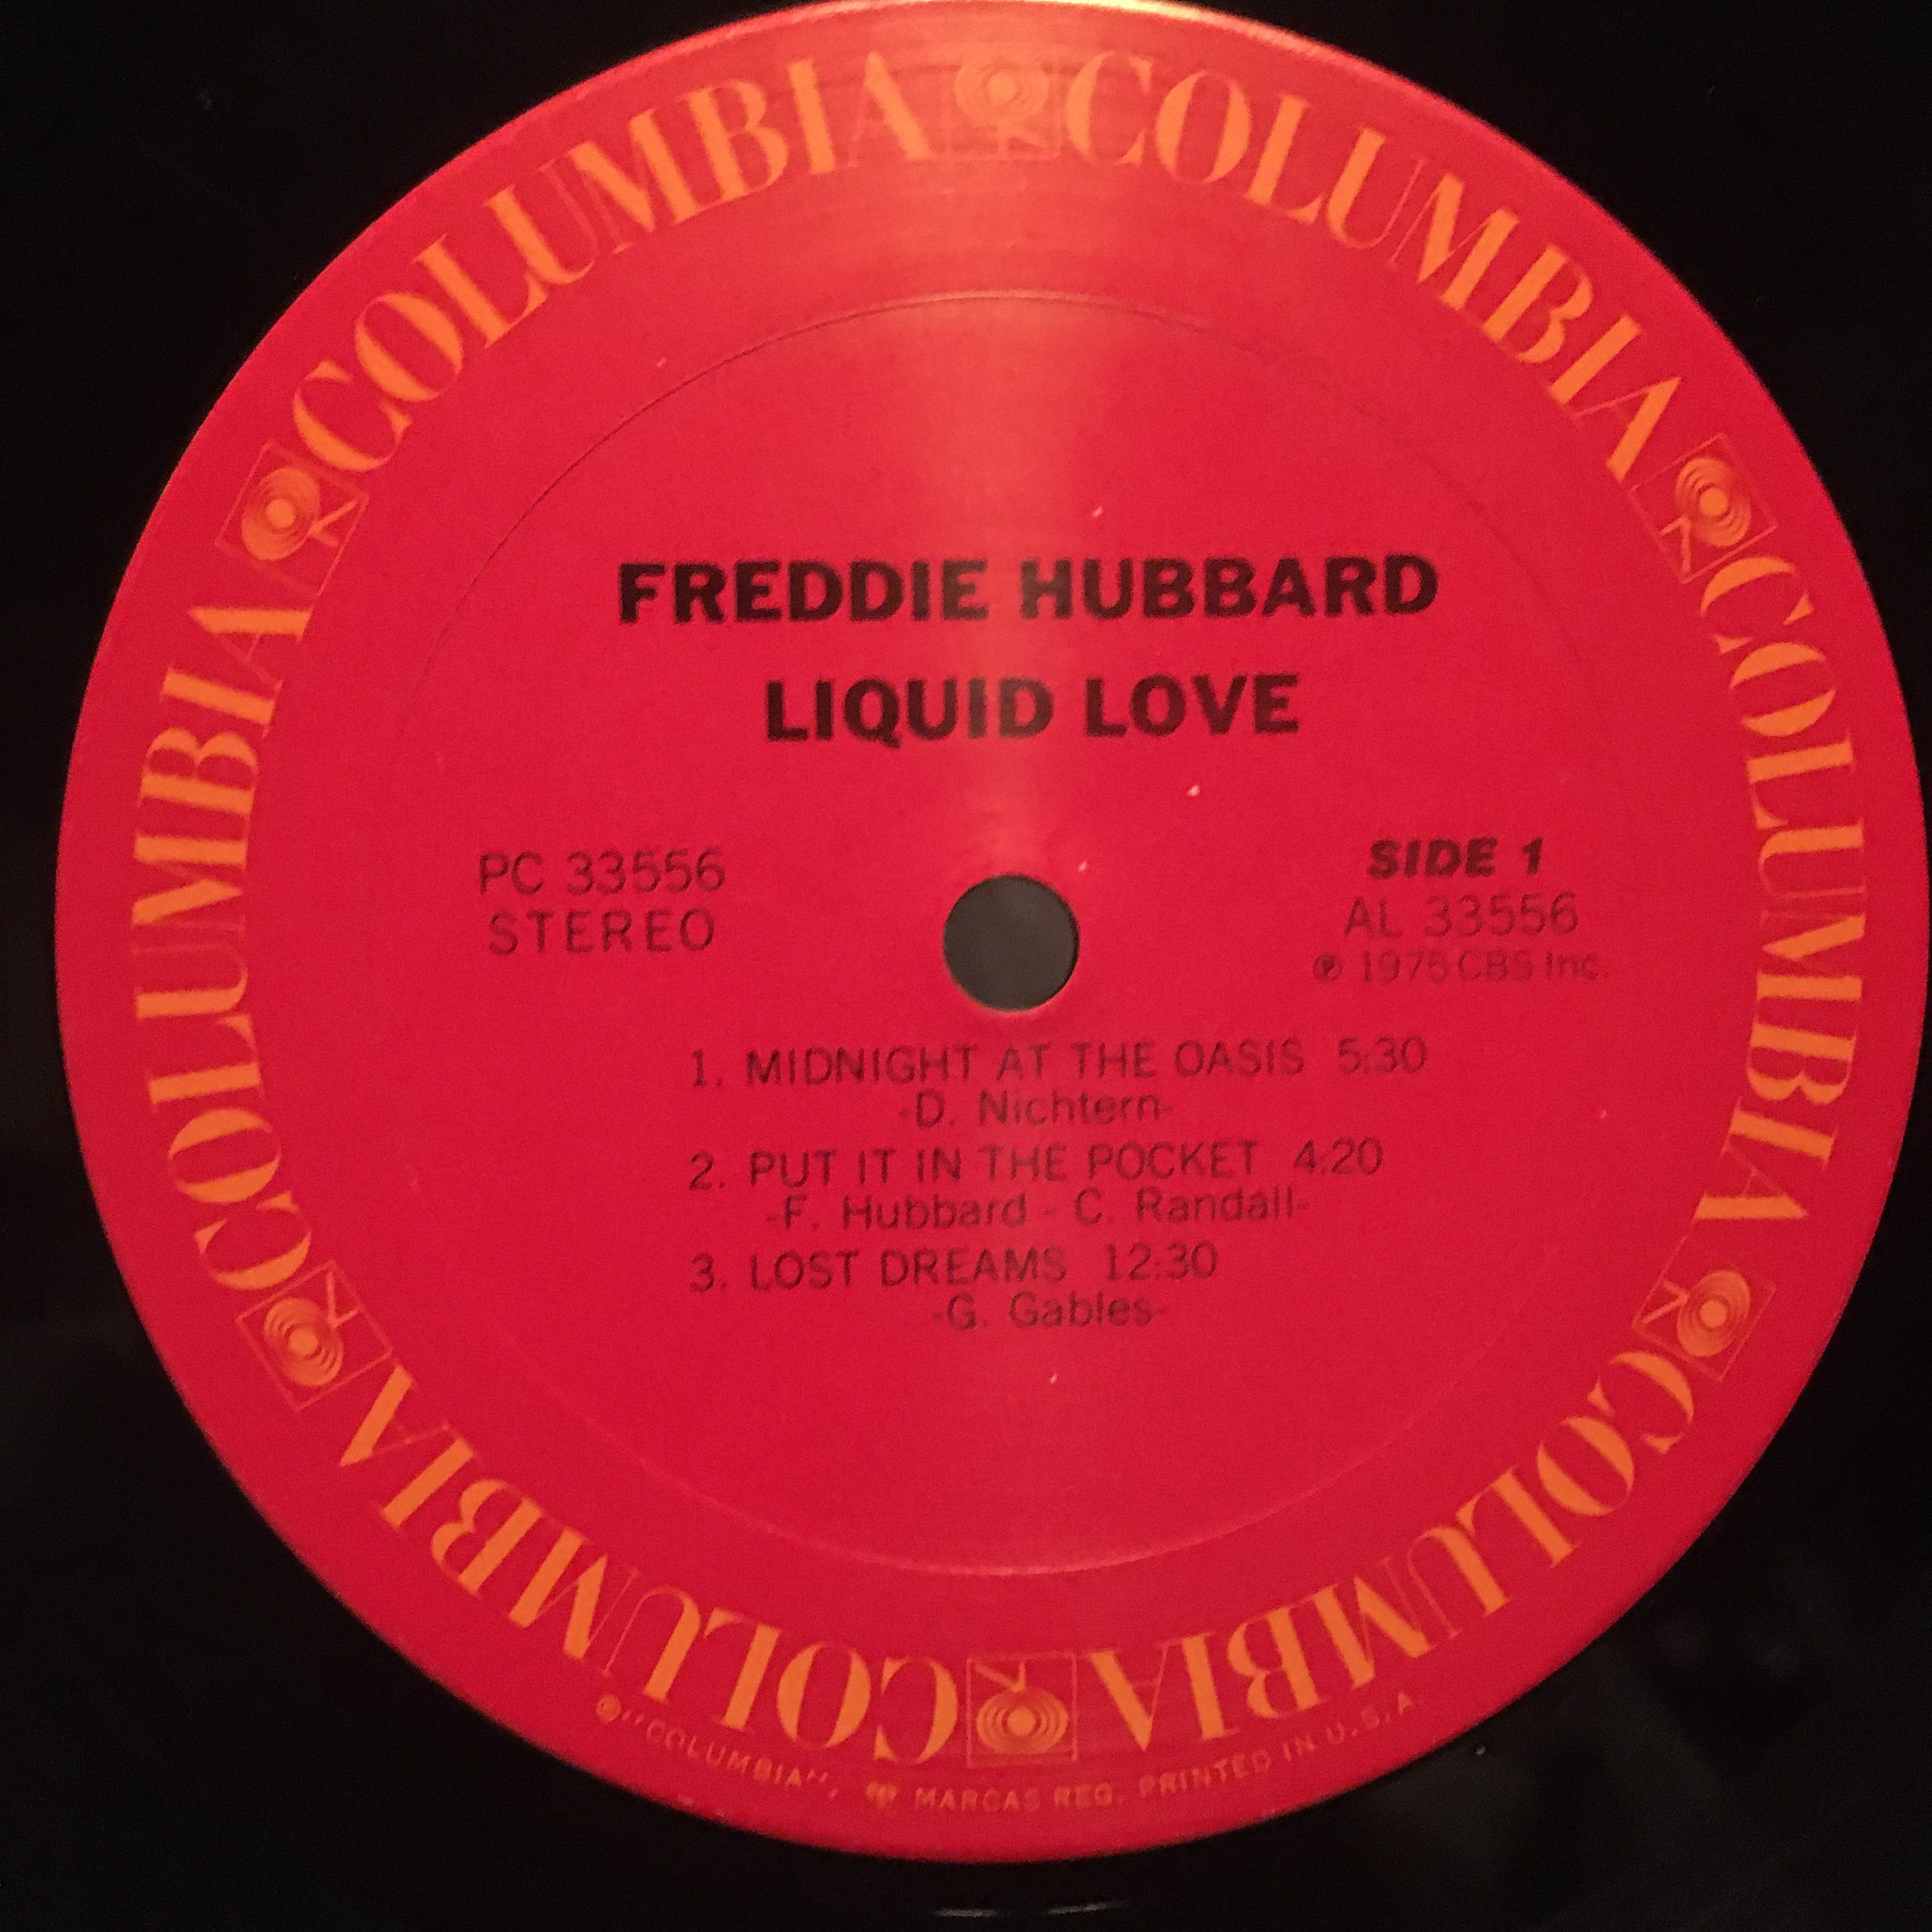 COLUMBIA COLUMBIA COLUMBIA COLUMBIA COLUMBIA COLUMBIA
FREDDIE HUBBARD
LIQUID LOVE
PC 33556
STEREO
SIDE 1
AL 33556
℗ 1975 CBS Inc.
1. MIDNIGHT AT THE OASIS 5:30
-D. Nichtern-
2. PUT IT IN THE POCKET 4:20
-F. Hubbard - C. Randall-
3. LOST DREAMS 12:30
-G. Gables-
®"COLUMBIA", MARCAS REG. PRINTED IN U.S.A.